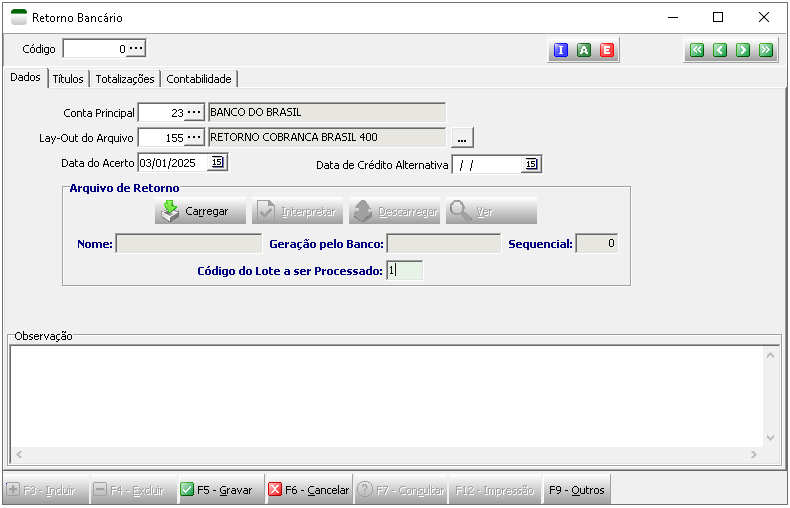 Retorno Bancário
Código 0 ... I A E
Dados Títulos Totalizações Contabilidade
Conta Principal 23 ... BANCO DO BRASIL
Lay-Out do Arquivo 155 ... RETORNO COBRANCA BRASIL 400 ...
Data do Acerto 03/01/2025 15 Data de Crédito Alternativa / / 15
Arquivo de Retorno
Carregar Interpretar Descarregar Ver
Nome: Geração pelo Banco: Sequencial: 0
Código do Lote a ser Processado: 1
Observação
F3 - Incluir F4 - Excluir F5 - Gravar F6 - Cancelar F7 - Consultar F12 - Impressão F9 - Outros